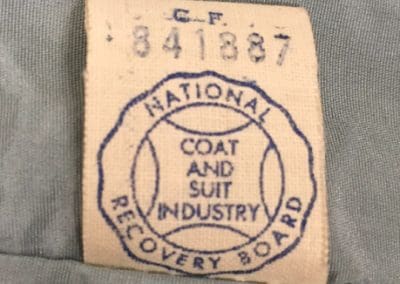 C. F.
841887
NATIONAL
COAT
AND
SUIT
INDUSTRY
RECOVERY BOARD